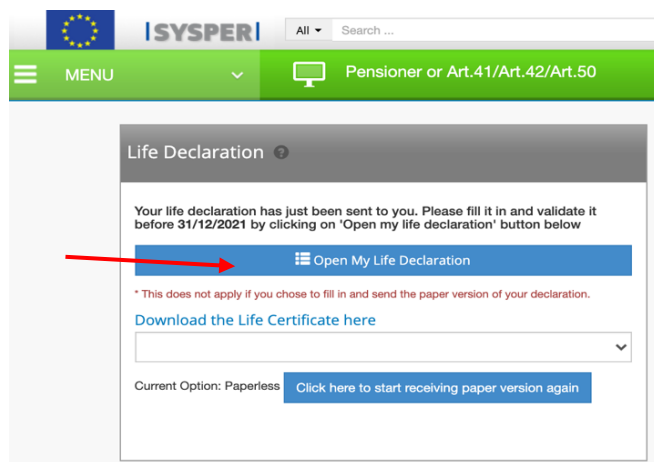 SYSPER
All
Search ...
MENU
Pensioner or Art.41/Art.42/Art.50
Life Declaration ?
Your life declaration has just been sent to you. Please fill it in and validate it
before 31/12/2021 by clicking on 'Open my life declaration' button below
Open My Life Declaration
* This does not apply if you chose to fill in and send the paper version of your declaration.
Download the Life Certificate here
Current Option: Paperless
Click here to start receiving paper version again